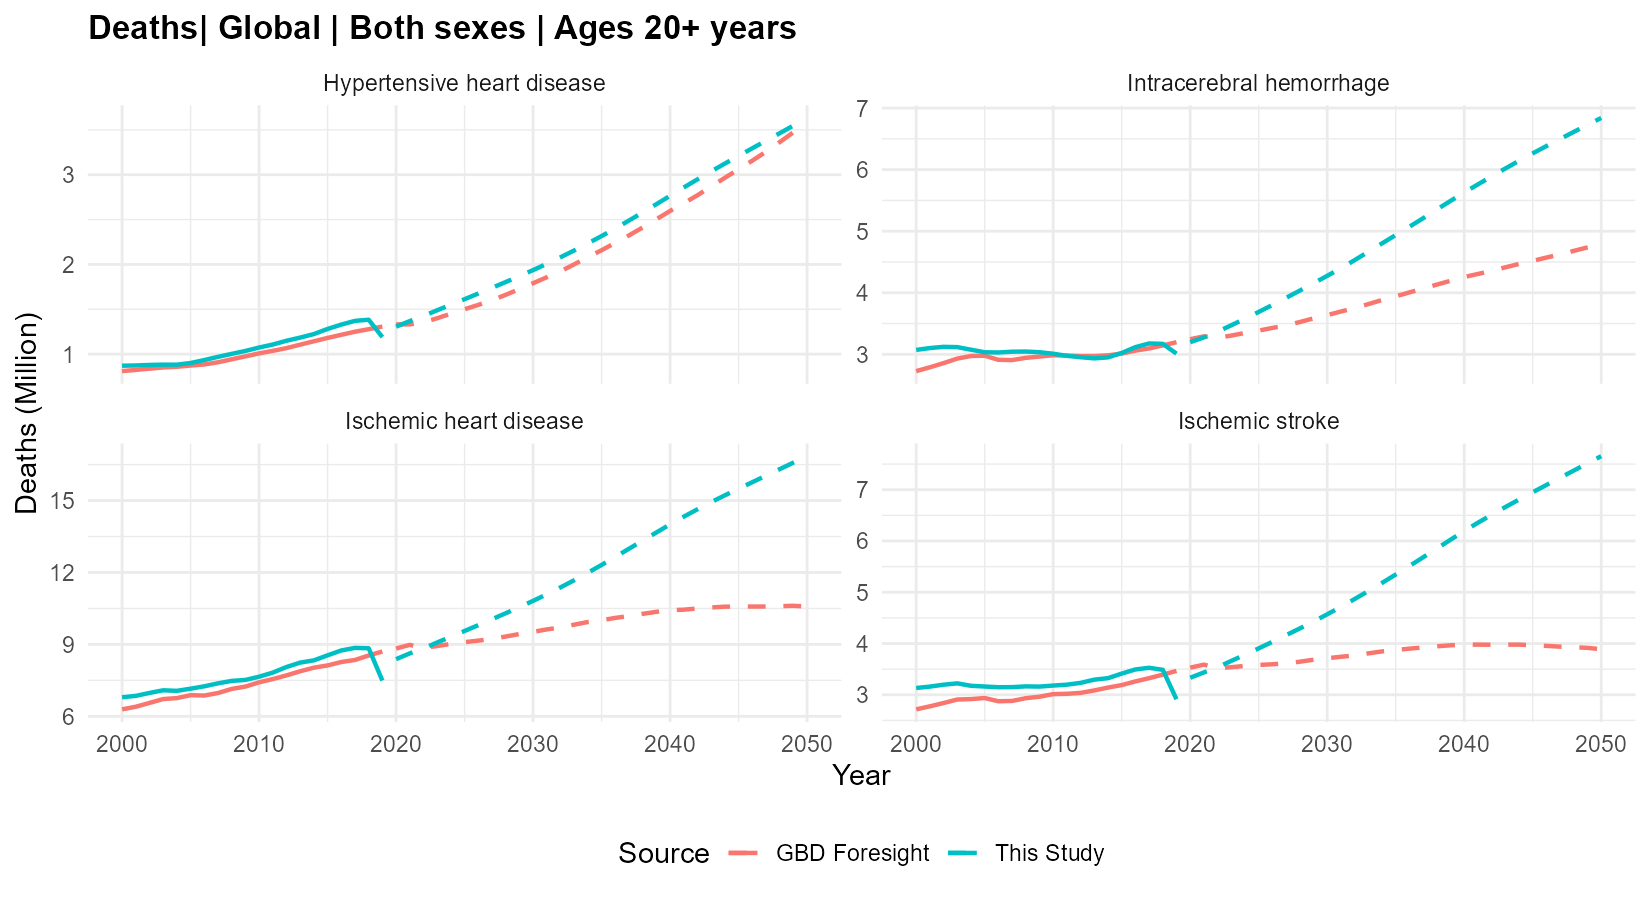 Deaths| Global | Both sexes | Ages 20+ years
Hypertensive heart disease
Intracerebral hemorrhage
3
2
1
7
6
5
4
3
Deaths (Million)
Ischemic heart disease
Ischemic stroke
15
12
9
6
7
6
5
4
3
2000 2010 2020 2030 2040 2050
2000 2010 2020 2030 2040 2050
Year
Source GBD Foresight This Study